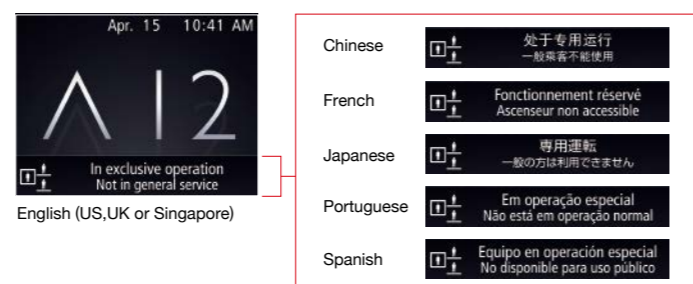 Apr. 15 10:41 AM
12
In exclusive operation
Not in general service
English (US,UK or Singapore)
Chinese
处于专用运行
一般乘客不能使用
French
Fonctionnement réservé
Ascenseur non accessible
Japanese
専用運転
一般の方は利用できません
Portuguese
Em operação especial
Não está em operação normal
Spanish
Equipo en operación especial
No disponible para uso público